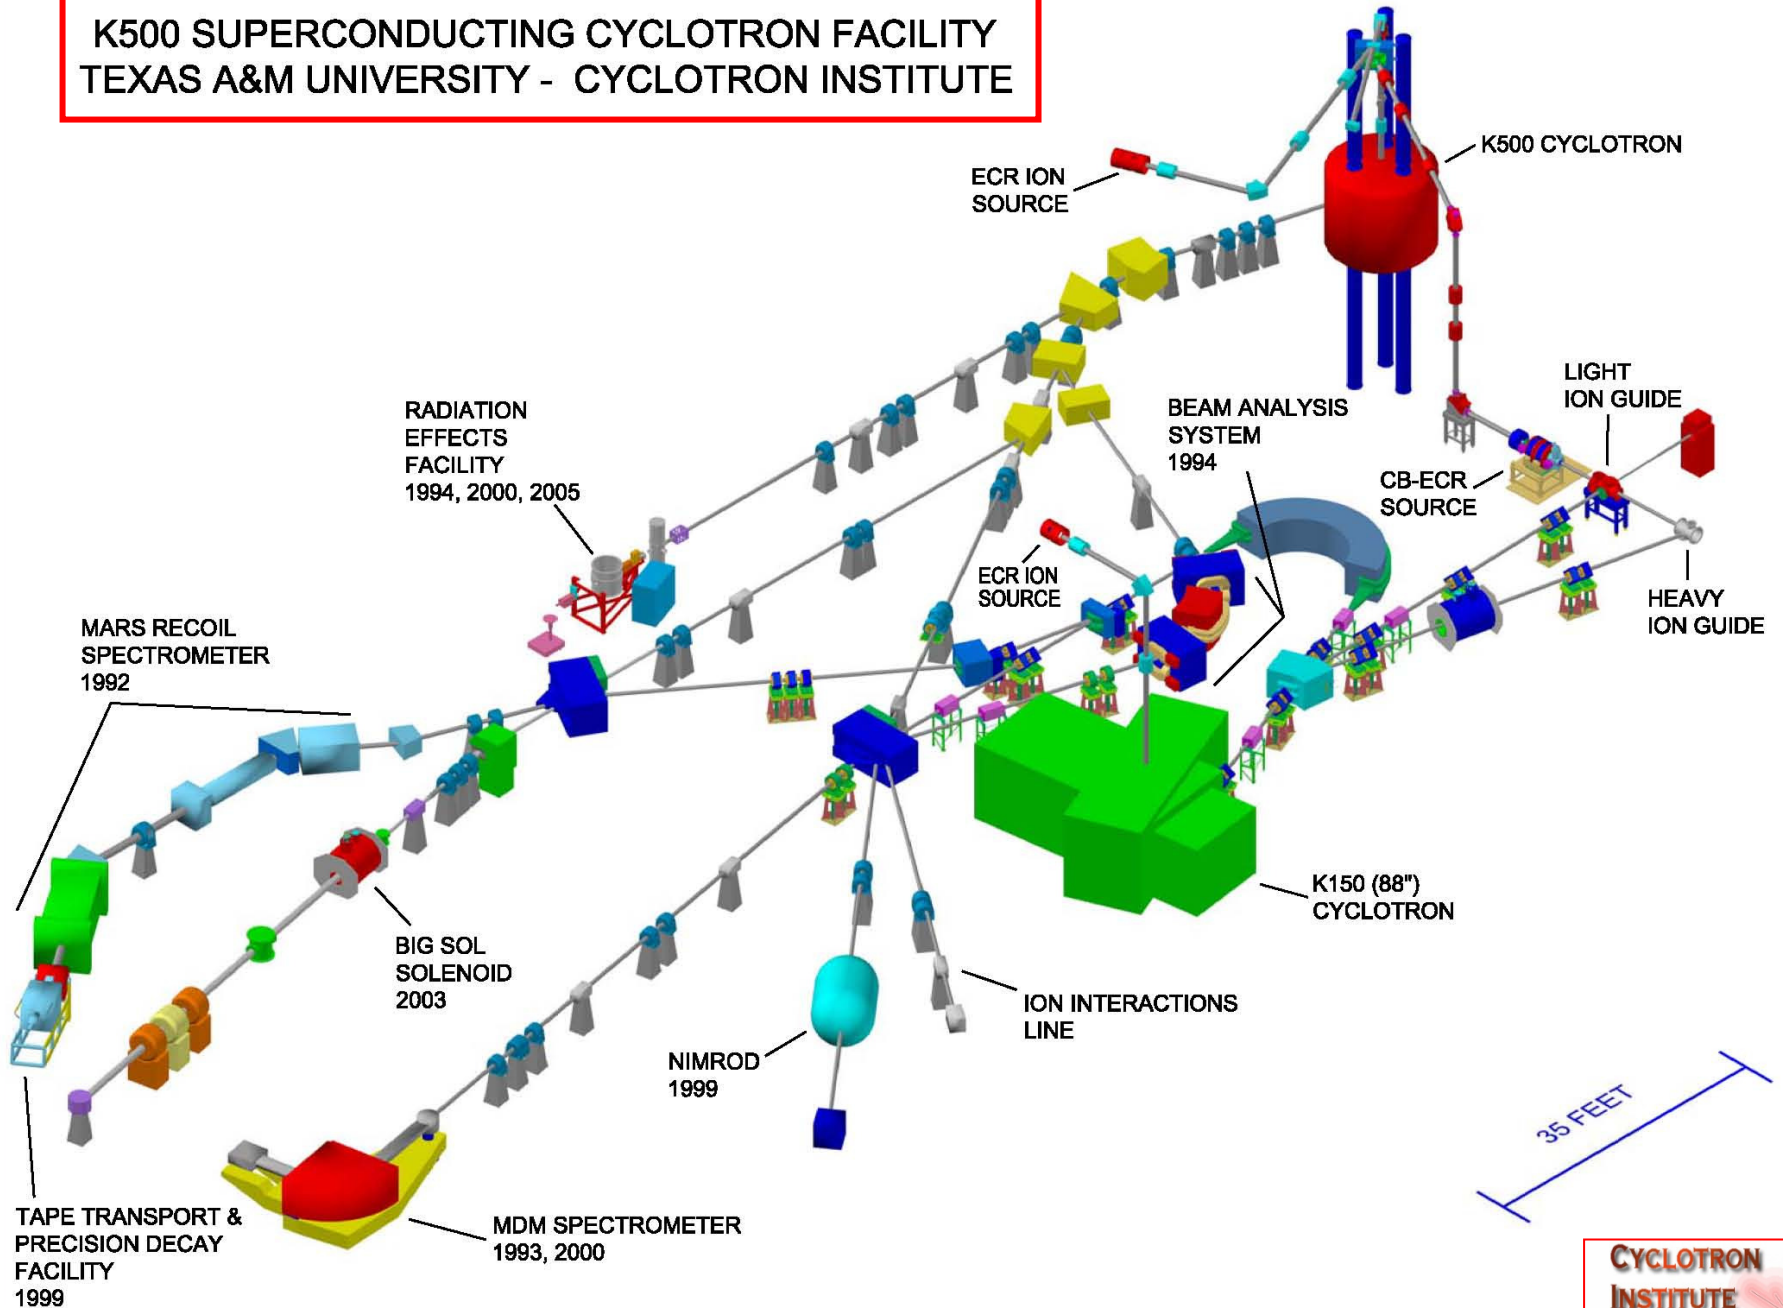 K500 SUPERCONDUCTING CYCLOTRON FACILITY
TEXAS A&M UNIVERSITY - CYCLOTRON INSTITUTE
K500 CYCLOTRON
ECR ION
SOURCE
LIGHT
ION GUIDE
RADIATION
EFFECTS
FACILITY
1994, 2000, 2005
BEAM ANALYSIS
SYSTEM
1994
CB-ECR
SOURCE
ECR ION
SOURCE
HEAVY
ION GUIDE
MARS RECOIL
SPECTROMETER
1992
K150 (88")
CYCLOTRON
BIG SOL
SOLENOID
2003
ION INTERACTIONS
LINE
NIMROD
1999
35 FEET
TAPE TRANSPORT &
PRECISION DECAY
FACILITY
1999
MDM SPECTROMETER
1993, 2000
CYCLOTRON
INSTITUTE